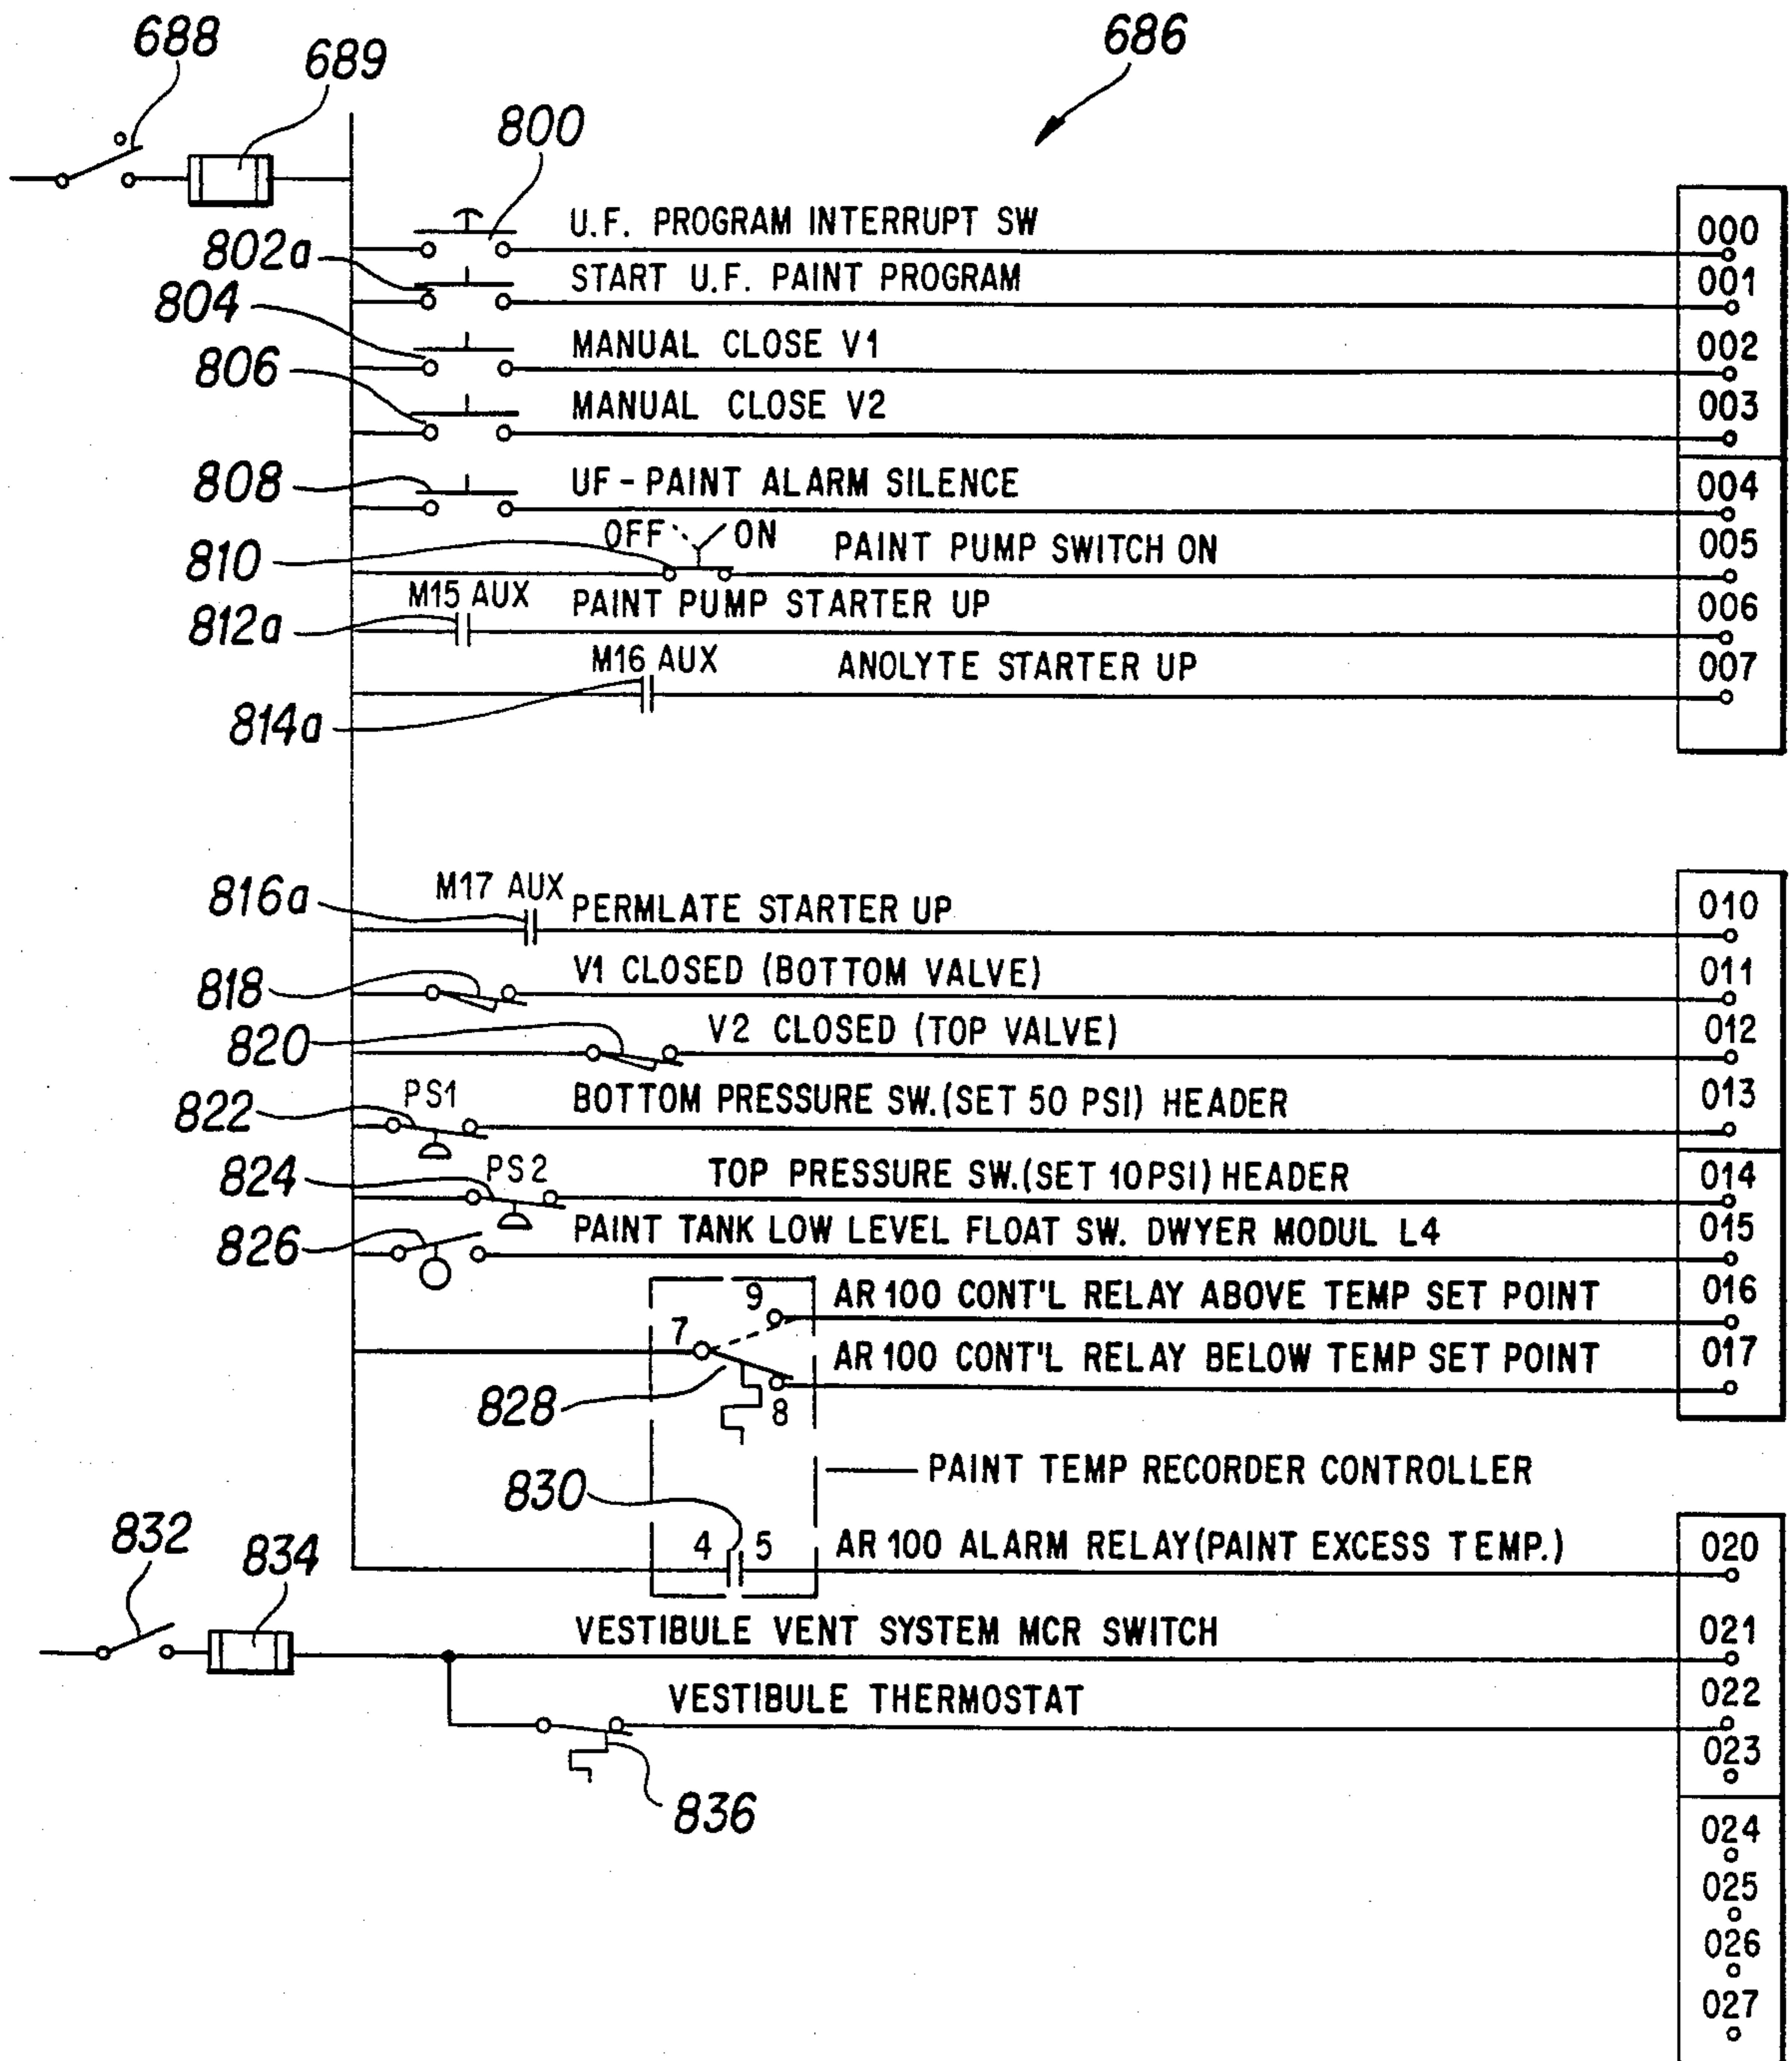 688
689
686
800
U.F. PROGRAM INTERRUPT SW
000
802a
START U.F. PAINT PROGRAM
001
804
MANUAL CLOSE V1
002
806
MANUAL CLOSE V2
003
808
UF-PAINT ALARM SILENCE
004
810
OFF ON
PAINT PUMP SWITCH ON
005
812a
M15 AUX
PAINT PUMP STARTER UP
006
814a
M16 AUX
ANOLYTE STARTER UP
007
816a
M17 AUX
PERMLATE STARTER UP
010
818
V1 CLOSED (BOTTOM VALVE)
011
820
V2 CLOSED (TOP VALVE)
012
822
PS1
BOTTOM PRESSURE SW.(SET 50 PSI) HEADER
013
824
PS2
TOP PRESSURE SW.(SET 10PSI) HEADER
014
826
PAINT TANK LOW LEVEL FLOAT SW. DWYER MODUL L4
015
9
AR 100 CONT'L RELAY ABOVE TEMP SET POINT
016
7
AR 100 CONT'L RELAY BELOW TEMP SET POINT
017
828
8
PAINT TEMP RECORDER CONTROLLER
830
4 5
AR 100 ALARM RELAY(PAINT EXCESS TEMP.)
020
832
834
VESTIBULE VENT SYSTEM MCR SWITCH
021
VESTIBULE THERMOSTAT
022
836
023
024
025
026
027